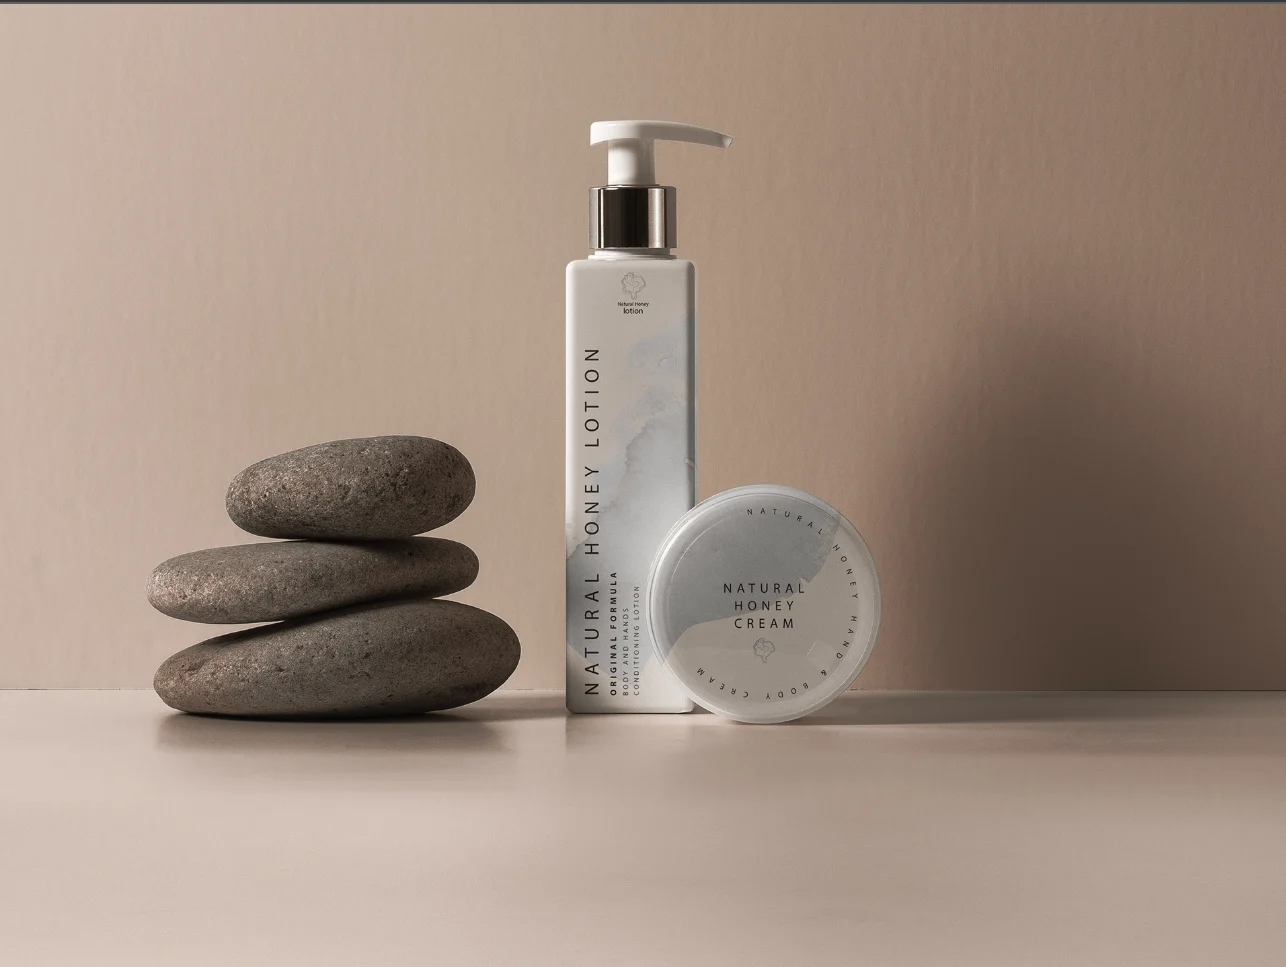 Natural Honey
lotion
NATURAL HONEY LOTION
ORIGINAL FORMULA
BODY AND HANDS
CONDITIONING LOTION
NATURAL HONEY HAND & BODY CREAM
NATURAL
HONEY
CREAM